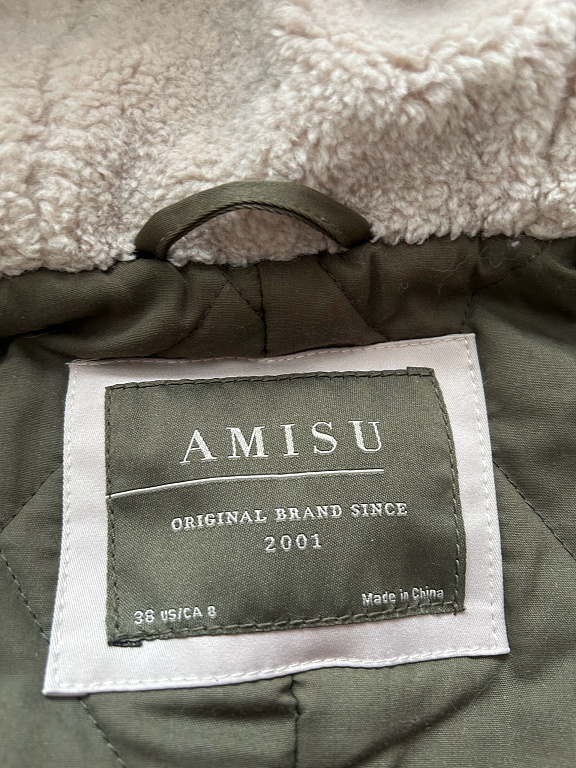 AMISU
ORIGINAL BRAND SINCE
2001
38 US/CA 8
Made in China